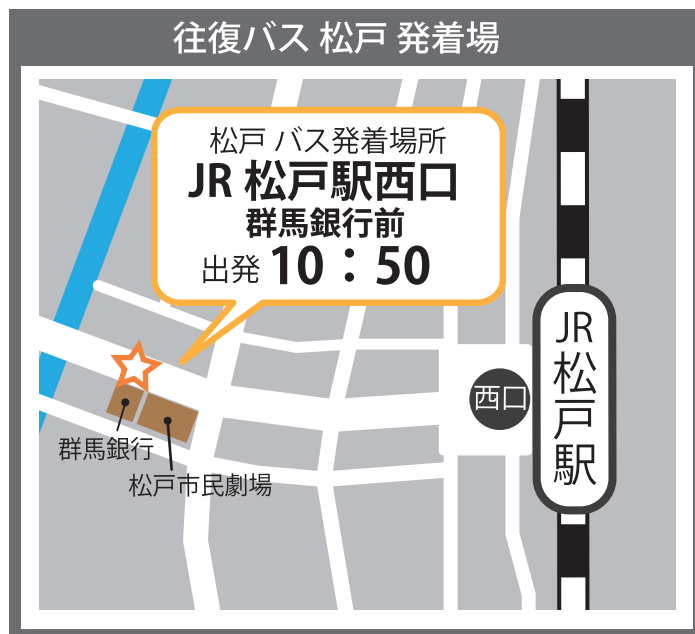 往復バス 松戸 発着場
松戸 バス発着場所
JR 松戸駅西口
群馬銀行前
出発 10：50
JR松戸駅
西口
群馬銀行
松戸市民劇場